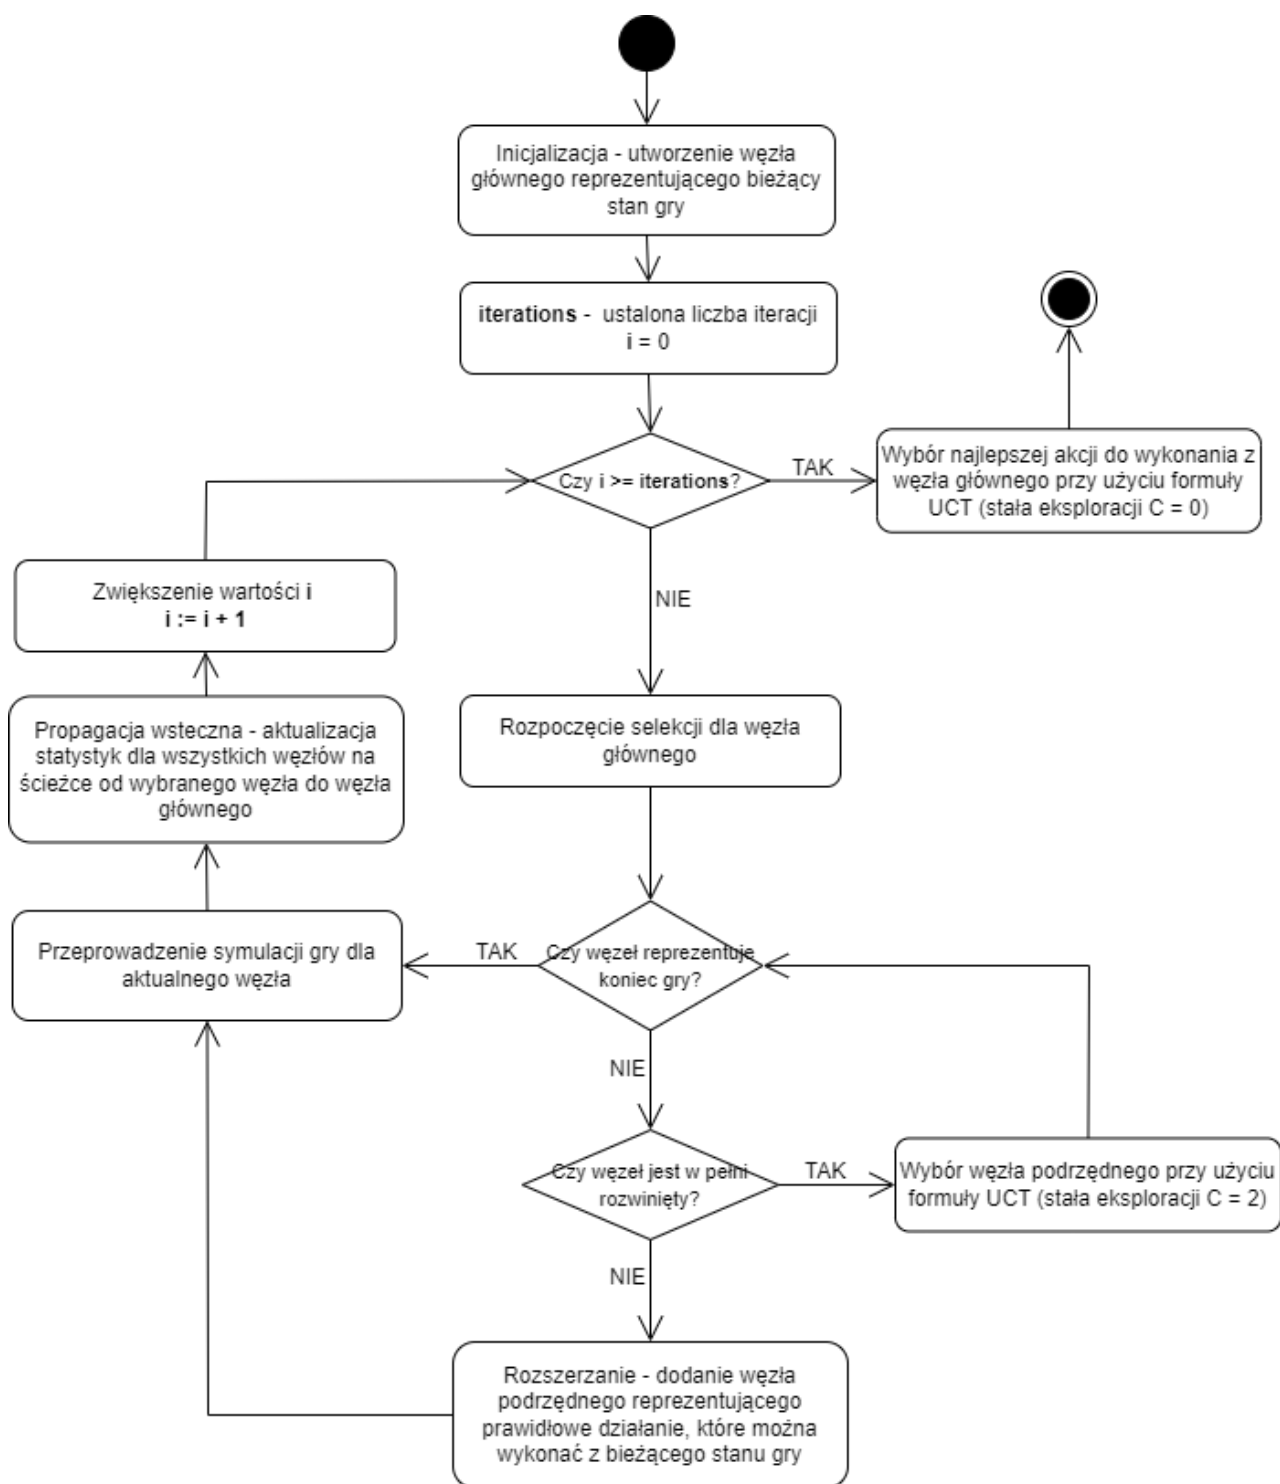 Inicjalizacja - utworzenie węzła
głównego reprezentującego bieżący
stan gry
iterations -  ustalona liczba iteracji
i = 0
Czy i >= iterations?
TAK
Wybór najlepszej akcji do wykonania z
węzła głównego przy użyciu formuły
UCT (stała eksploracji C = 0)
NIE
Zwiększenie wartości i
i := i + 1
Propagacja wsteczna - aktualizacja
statystyk dla wszystkich węzłów na
ścieżce od wybranego węzła do węzła
głównego
Rozpoczęcie selekcji dla węzła
głównego
Przeprowadzenie symulacji gry dla
aktualnego węzła
TAK
Czy węzeł reprezentuje
koniec gry?
NIE
Czy węzeł jest w pełni
rozwinięty?
TAK
Wybór węzła podrzędnego przy użyciu
formuły UCT (stała eksploracji C = 2)
NIE
Rozszerzanie - dodanie węzła
podrzędnego reprezentującego
prawidłowe działanie, które można
wykonać z bieżącego stanu gry